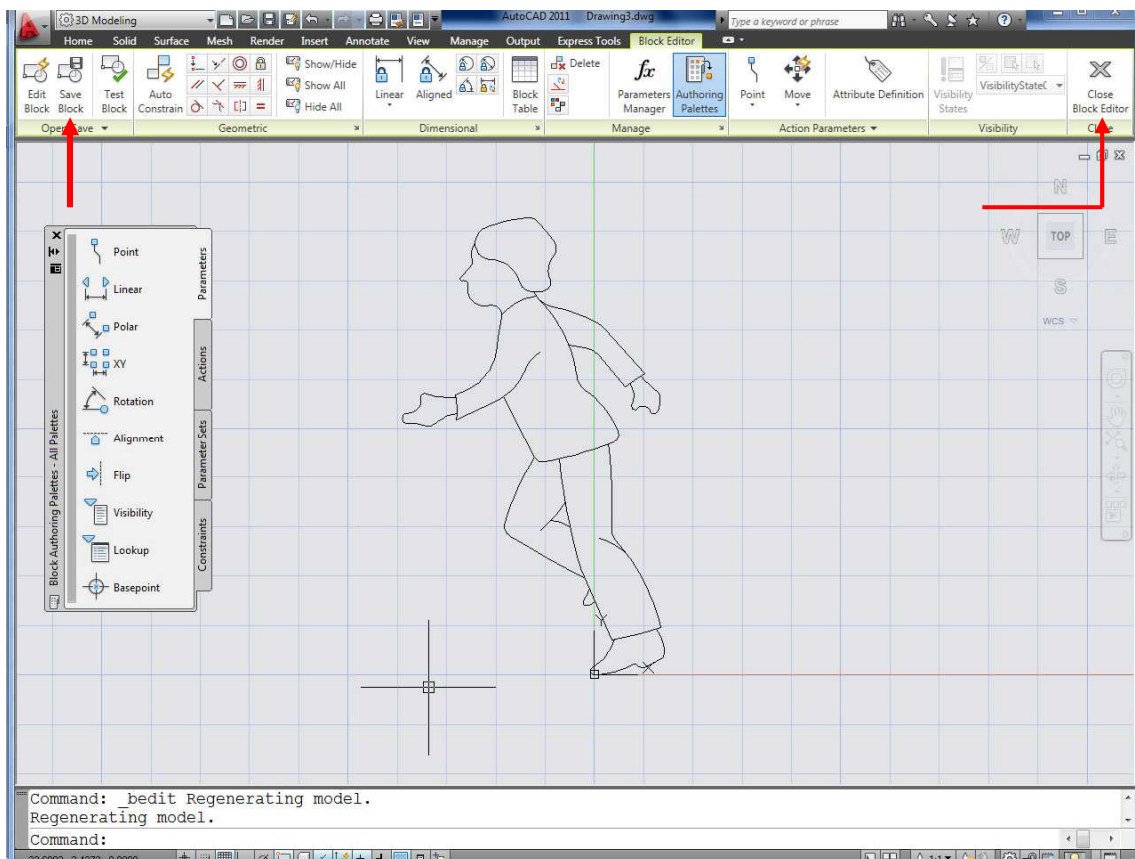 3D Modeling
AutoCAD 2011 Drawing3.dwg
Type a keyword or phrase
Home Solid Surface Mesh Render Insert Annotate View Manage Output Express Tools Block Editor
Edit Block
Save Block
Test Block
Auto Constrain
Show/Hide
Show All
Hide All
Linear
Aligned
Block Table
Delete
fx
Parameters Manager
Authoring Palettes
Point
Move
Attribute Definition
Visibility States
VisibilityState
Close Block Editor
Geometric
Dimensional
Manage
Action Parameters
Visibility
N
W
TOP
E
S
WCS
Point
Linear
Polar
XY
Rotation
Alignment
Flip
Visibility
Lookup
Basepoint
Parameters
Actions
Parameter Sets
Constraints
Block Authoring Palettes - All Palettes
Y
X
Command: _bedit Regenerating model.
Regenerating model.
Command: